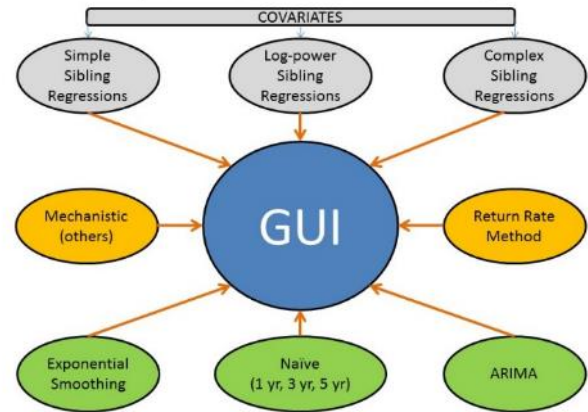 COVARIATES
Simple
Sibling
Regressions
Log-power
Sibling
Regressions
Complex
Sibling
Regressions
Mechanistic
(others)
GUI
Return Rate
Method
Exponential
Smoothing
Naïve
(1 yr, 3 yr, 5 yr)
ARIMA